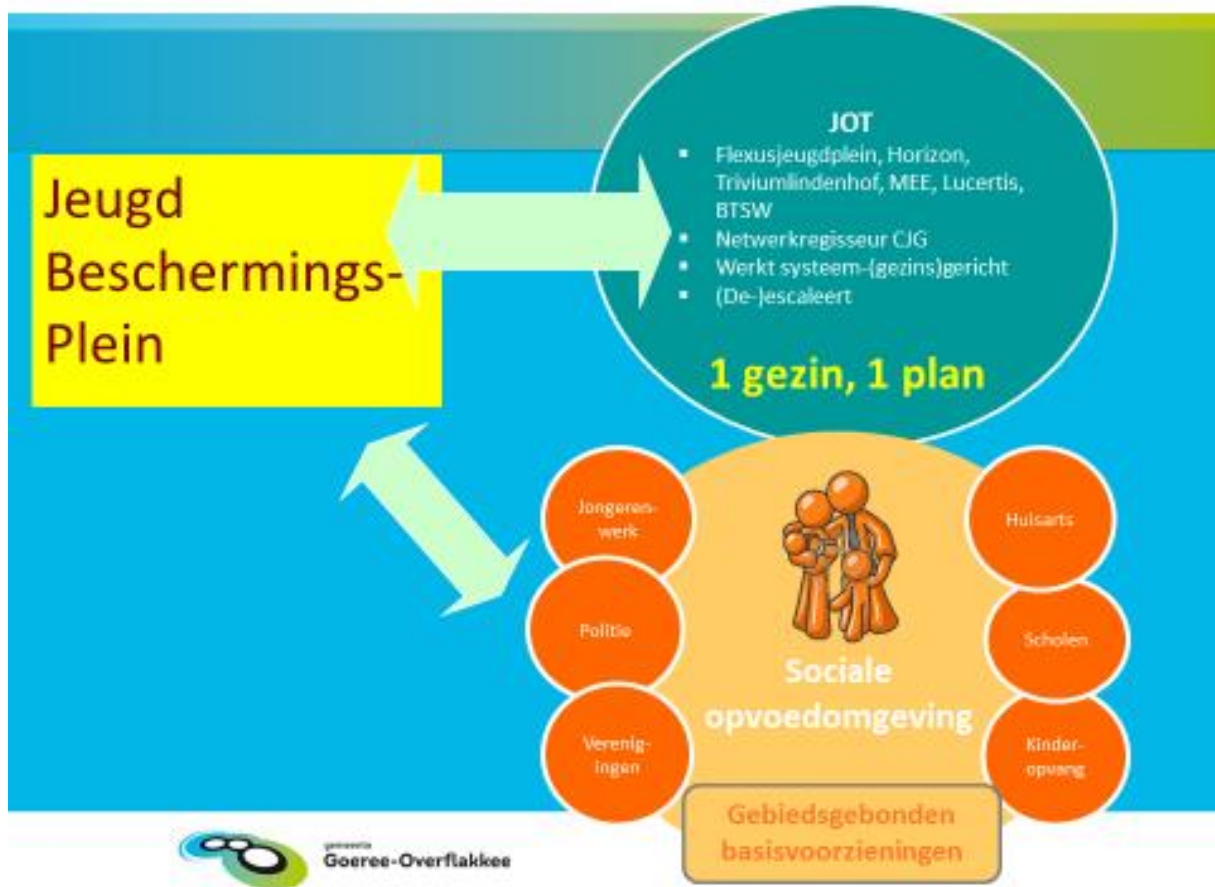 Jeugd
Beschermings-
Plein
JOT
Flexusjeugdplein, Horizon,
Triviumlindenhof, MEE, Lucertis,
BTSW
Netwerkregisseur CJG
Werkt systeem-(gezins)gericht
(De-)escaleert
1 gezin, 1 plan
Jongeren-
werk
Politie
Verenig-
ingen
Huisarts
Scholen
Kinder-
opvang
Sociale
opvoedomgeving
Gebiedsgebonden
basisvoorzieningen
gemeente
Goeree-Overflakkee